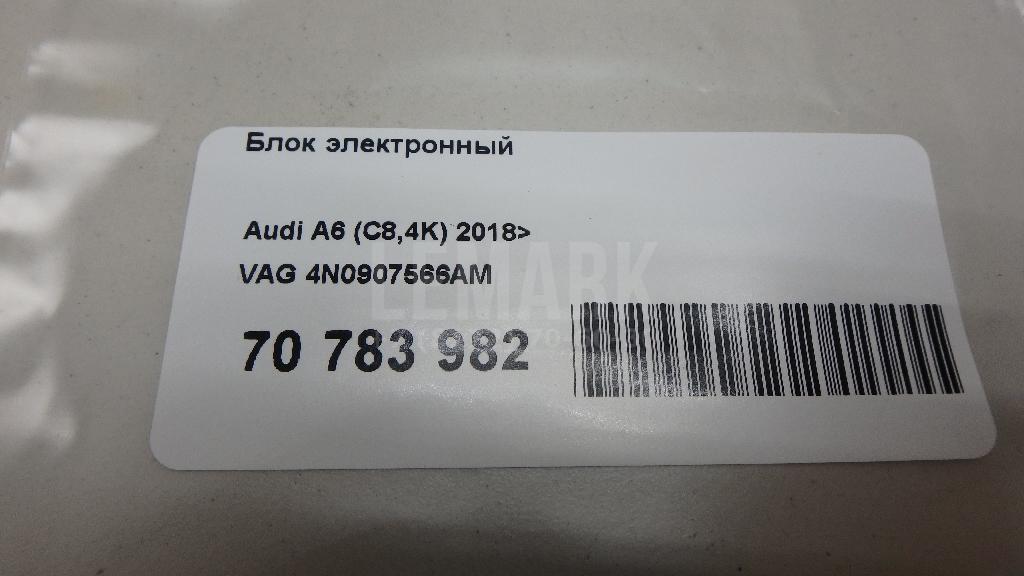 Блок электронный
Audi A6 (C8,4K) 2018>
VAG 4N0907566AM
LEMARK
70 783 982